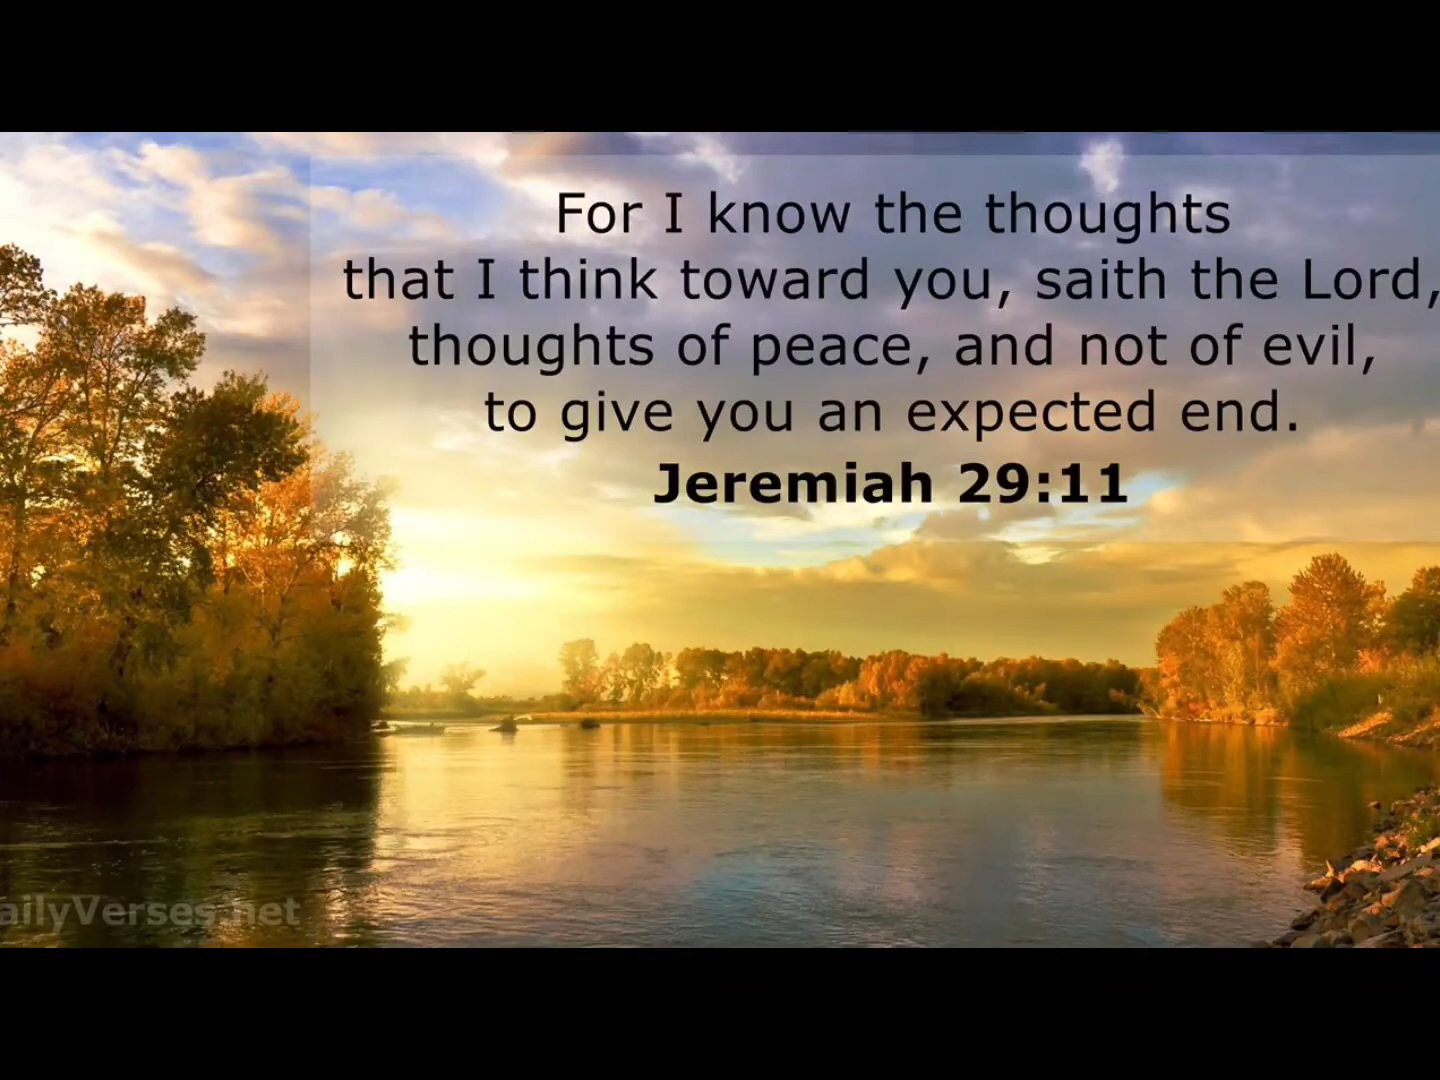 For I know the thoughts
that I think toward you, saith the Lord,
thoughts of peace, and not of evil,
to give you an expected end.
Jeremiah 29:11
ailyVerses.net